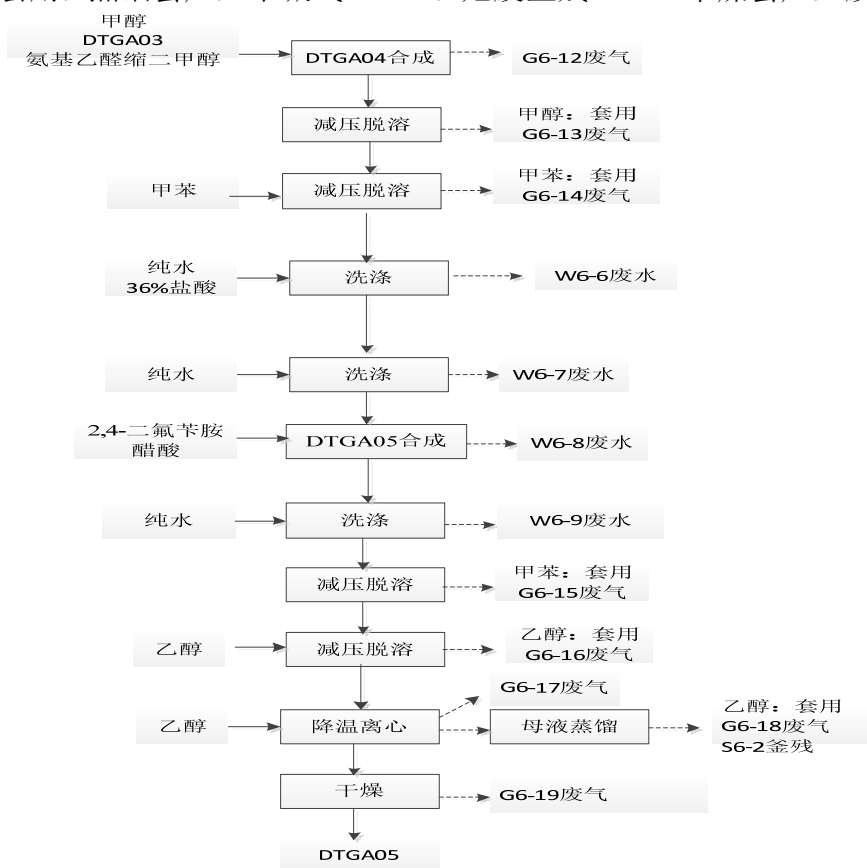 甲醇
DTGA03
氨基乙醛缩二甲醇
DTGA04合成
G6-12废气
减压脱溶
甲醇：套用
G6-13废气
甲苯
减压脱溶
甲苯：套用
G6-14废气
纯水
36%盐酸
洗涤
W6-6废水
纯水
洗涤
W6-7废水
2,4-二氟苄胺
醋酸
DTGA05合成
W6-8废水
纯水
洗涤
W6-9废水
减压脱溶
甲苯：套用
G6-15废气
乙醇
减压脱溶
乙醇：套用
G6-16废气
G6-17废气
乙醇
降温离心
母液蒸馏
乙醇：套用
G6-18废气
S6-2釜残
干燥
G6-19废气
DTGA05